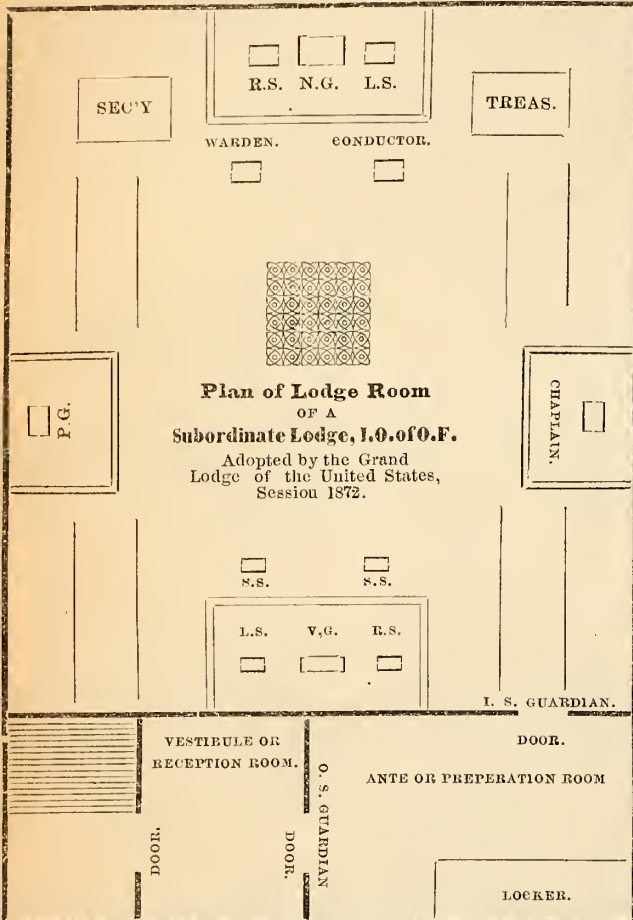 R.S. N.G. L.S.
SEC'Y
TREAS.
WARDEN. CONDUCTOR.
P.G.
CHAPLAIN.
Plan of Lodge Room
OF A
Subordinate Lodge, I.O.of O.F.
Adopted by the Grand
Lodge of the United States,
Session 1872.
S.S. S.S.
L.S. V,G. R.S.
I. S. GUARDIAN.
VESTIBULE OR
RECEPTION ROOM.
DOOR.
ANTE OR PREPERATION ROOM
O. S. GUARDIAN
DOOR.
DOOR.
LOCKER.